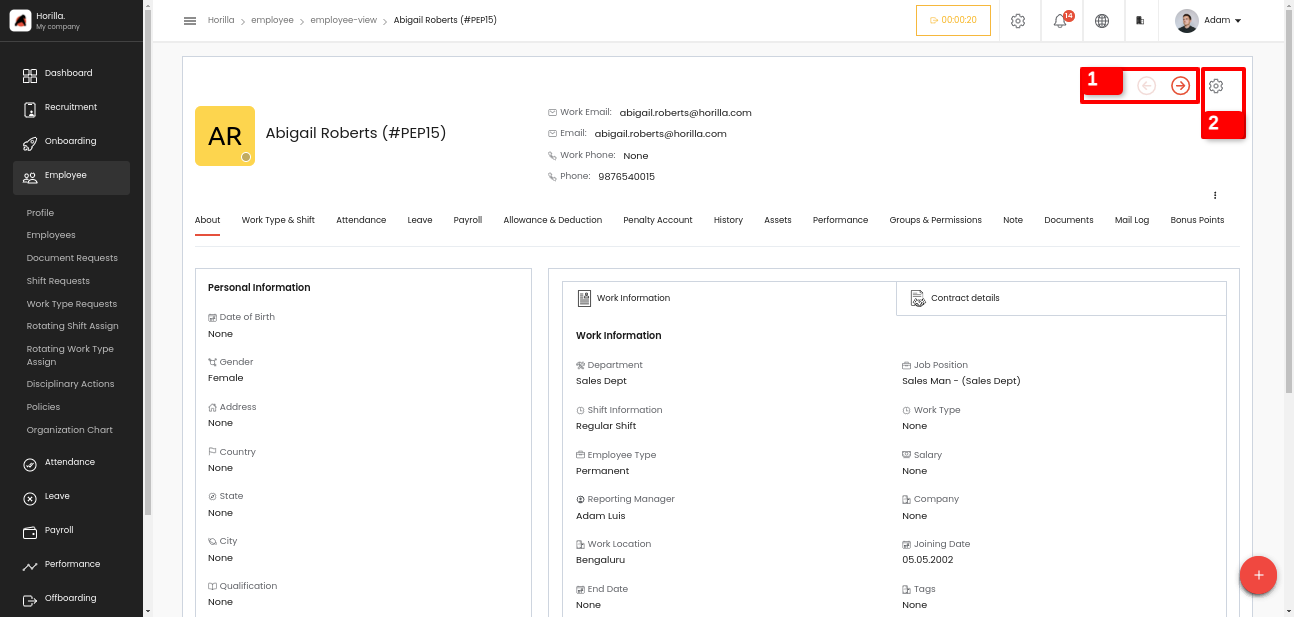 Horilla.
My company
Dashboard
Recruitment
Onboarding
Employee
Profile
Employees
Document Requests
Shift Requests
Work Type Requests
Rotating Shift Assign
Rotating Work Type
Assign
Disciplinary Actions
Policies
Organization Chart
Attendance
Leave
Payroll
Performance
Offboarding
Horilla > employee > employee-view > Abigail Roberts (#PEP15)
00:00:20
14
Adam
1
2
AR
Abigail Roberts (#PEP15)
Work Email: abigail.roberts@horilla.com
Email: abigail.roberts@horilla.com
Work Phone: None
Phone: 9876540015
About Work Type & Shift Attendance Leave Payroll Allowance & Deduction Penalty Account History Assets Performance Groups & Permissions Note Documents Mail Log Bonus Points
Personal Information
Date of Birth
None
Gender
Female
Address
None
Country
None
State
None
City
None
Qualification
None
Work Information Contract details
Work Information
Department Job Position
Sales Dept Sales Man - (Sales Dept)
Shift Information Work Type
Regular Shift None
Employee Type Salary
Permanent None
Reporting Manager Company
Adam Luis None
Work Location Joining Date
Bengaluru 05.05.2002
End Date Tags
None None
+